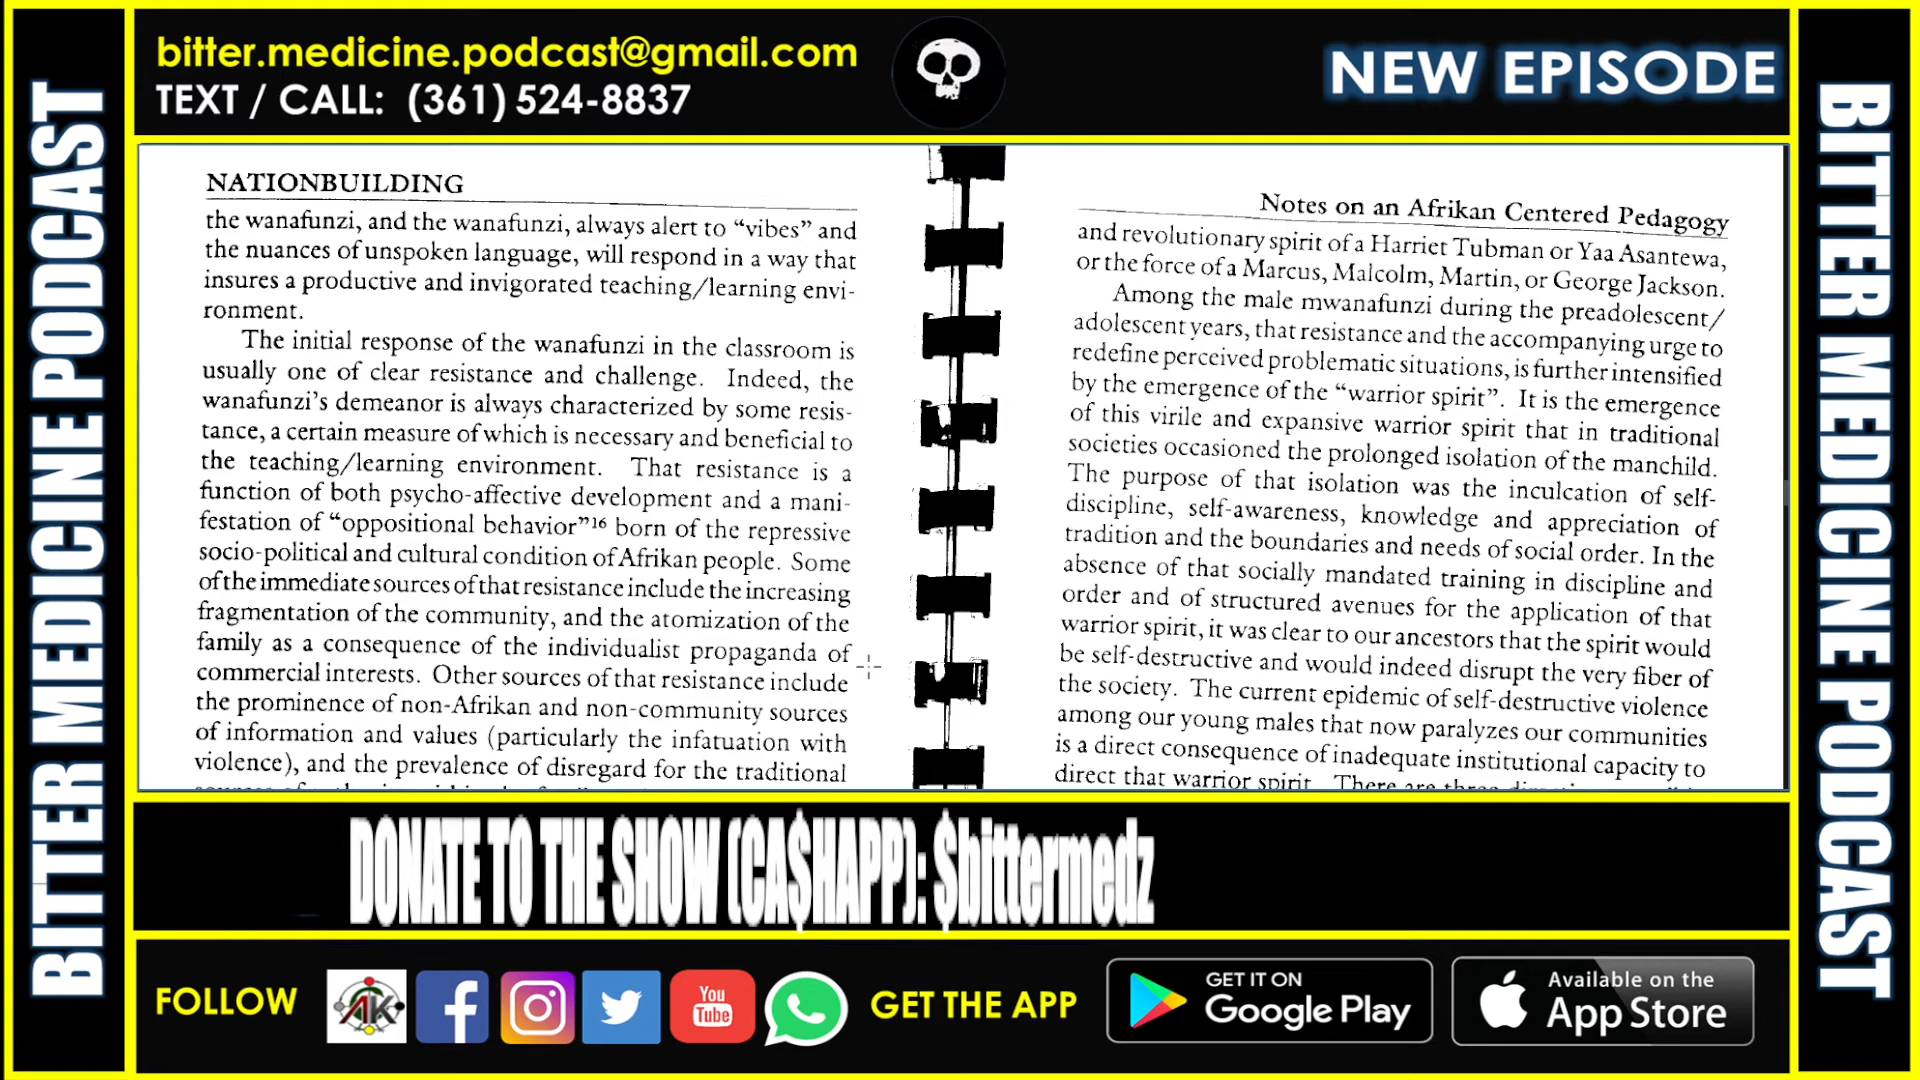 BITTER MEDICINE PODCAST
bitter.medicine.podcast@gmail.com
TEXT / CALL: (361) 524-8837
NEW EPISODE
NATIONBUILDING
the wanafunzi, and the wanafunzi, always alert to “vibes” and
the nuances of unspoken language, will respond in a way that
insures a productive and invigorated teaching/learning envi-
ronment.
The initial response of the wanafunzi in the classroom is
usually one of clear resistance and challenge. Indeed, the
wanafunzi's demeanor is always characterized by some resis-
tance, a certain measure of which is necessary and beneficial to
the teaching/learning environment. That resistance is a
function of both psycho-affective development and a mani-
festation of “oppositional behavior”16 born of the repressive
socio-political and cultural condition of Afrikan people. Some
of the immediate sources of that resistance include the increasing
fragmentation of the community, and the atomization of the
family as a consequence of the individualist propaganda of
commercial interests. Other sources of that resistance include
the prominence of non-Afrikan and non-community sources
of information and values (particularly the infatuation with
violence), and the prevalence of disregard for the traditional
Notes on an Afrikan Centered Pedagogy
and revolutionary spirit of a Harriet Tubman or Yaa Asantewa,
or the force of a Marcus, Malcolm, Martin, or George Jackson.
Among the male mwanafunzi during the preadolescent/
adolescent years, that resistance and the accompanying urge to
redefine perceived problematic situations, is further intensified
by the emergence of the “warrior spirit”. It is the emergence
of this virile and expansive warrior spirit that in traditional
societies occasioned the prolonged isolation of the manchild.
The purpose of that isolation was the inculcation of self-
discipline, self-awareness, knowledge and appreciation of
tradition and the boundaries and needs of social order. In the
absence of that socially mandated training in discipline and
order and of structured avenues for the application of that
warrior spirit, it was clear to our ancestors that the spirit would
be self-destructive and would indeed disrupt the very fiber of
the society. The current epidemic of self-destructive violence
among our young males that now paralyzes our communities
is a direct consequence of inadequate institutional capacity to
direct that warrior spirit. There are three
DONATE TO THE SHOW (CA$HAPP): $bittermedz
FOLLOW
AK
You
Tube
GET THE APP
GET IT ON
Google Play
Available on the
App Store
BITTER MEDICINE PODCAST